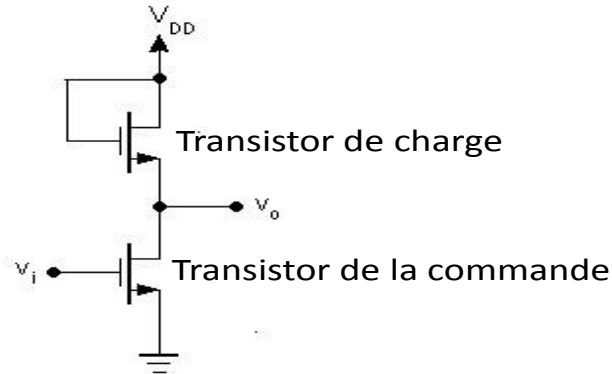 VDD
Transistor de charge
vo
vi
Transistor de la commande